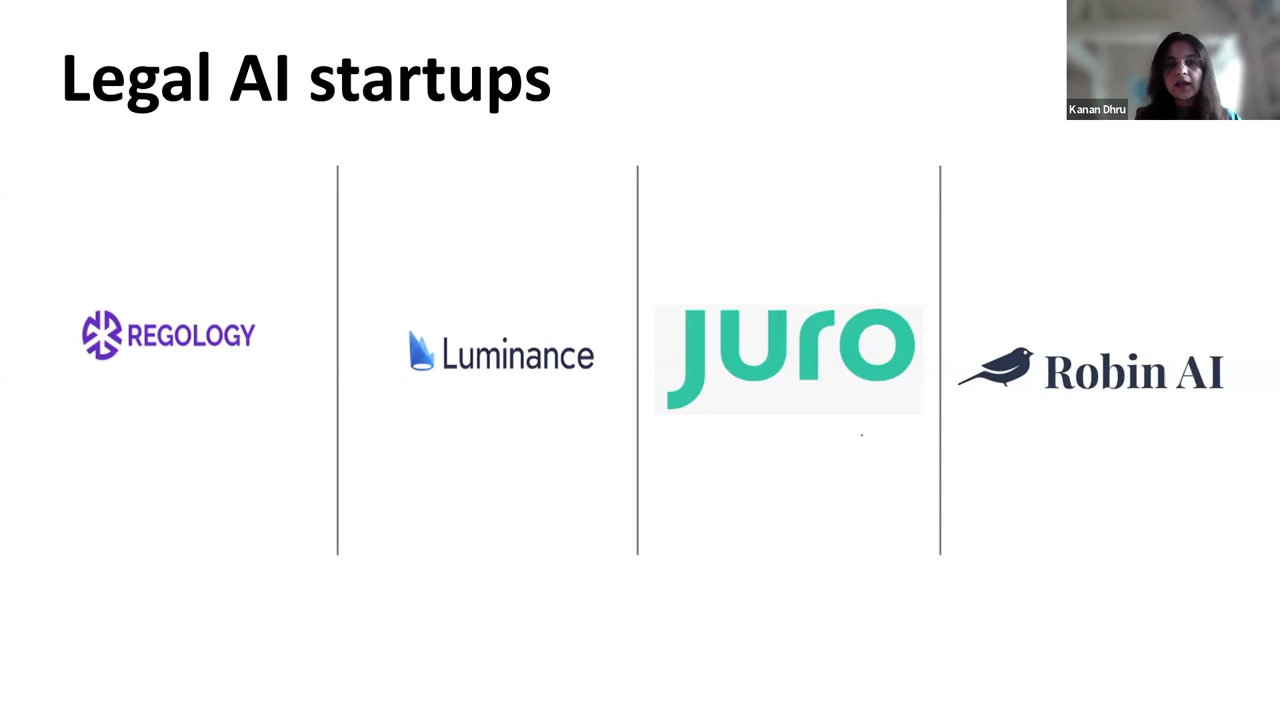 Legal AI startups
Kanan Dhru
REGOLOGY
Luminance
juro
Robin AI